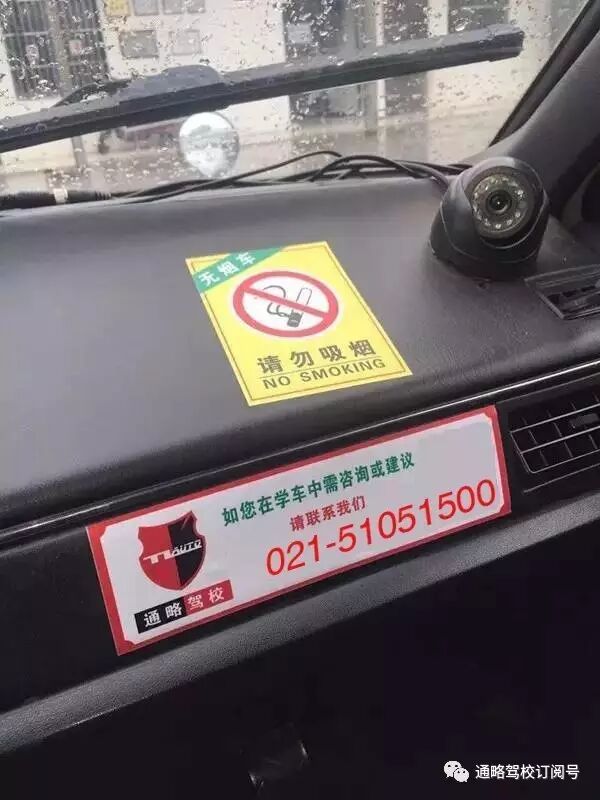 无烟车
请勿吸烟
NO SMOKING
如您在学车中需咨询或建议
请联系我们
021-51051500
AUTO
通略驾校
通略驾校订阅号